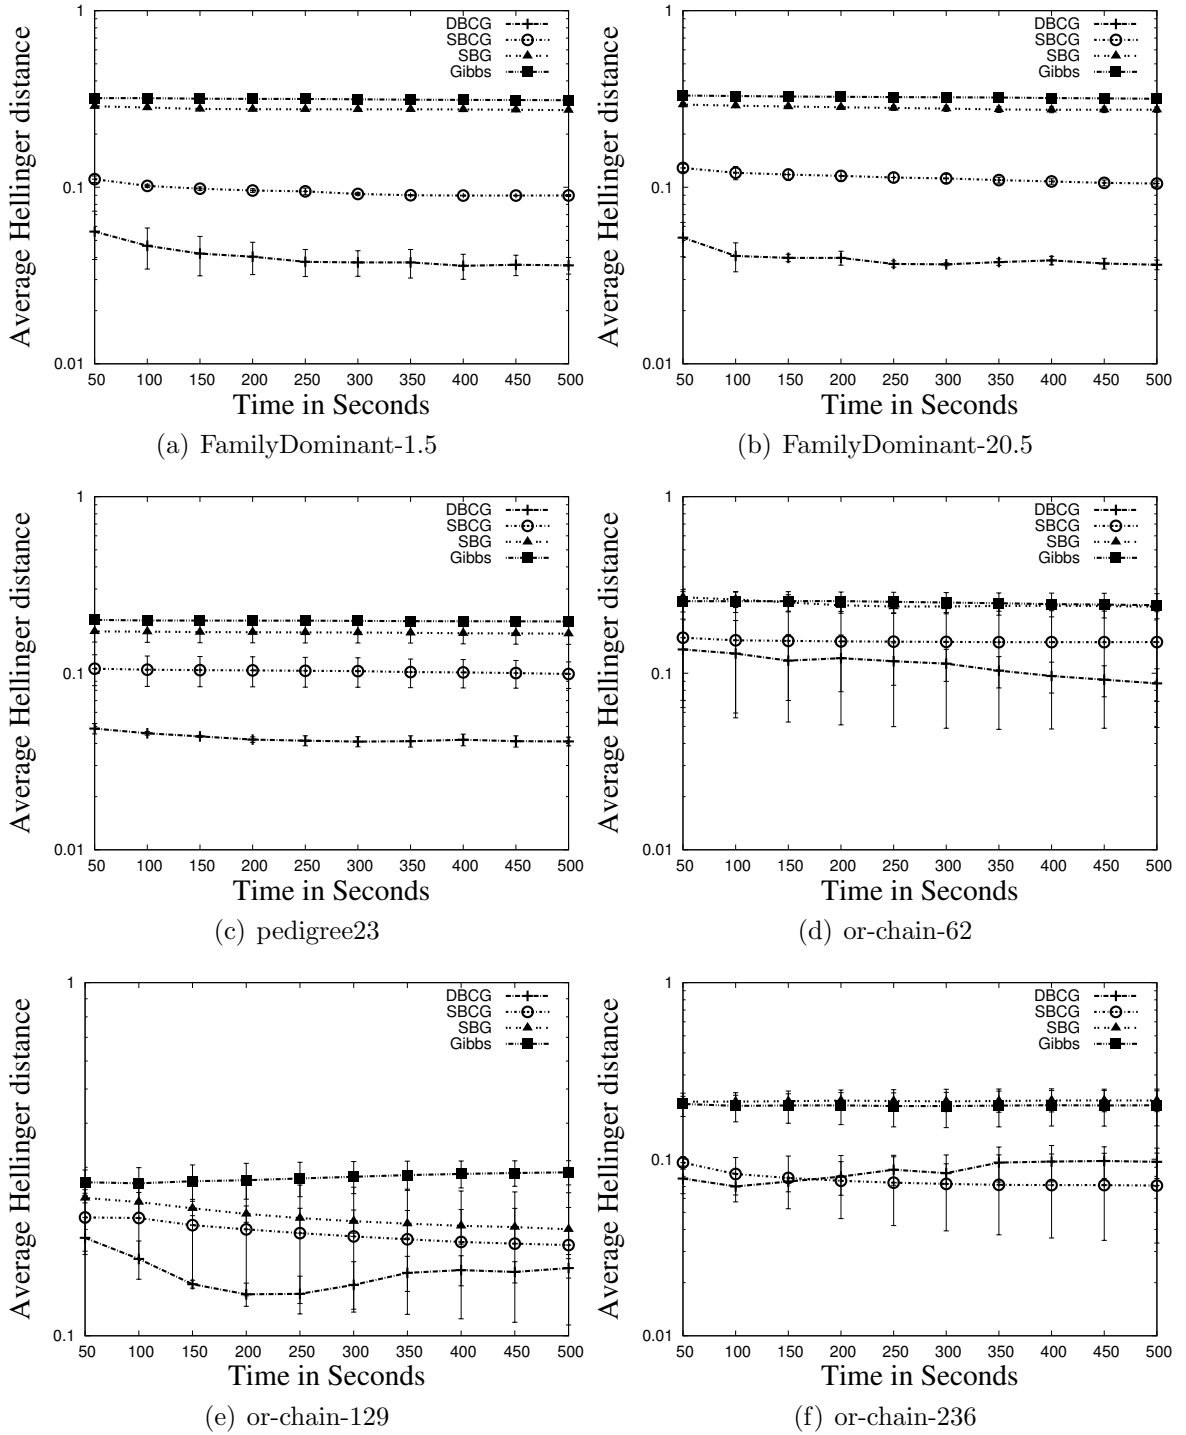 Average Hellinger distance
1
0.1
0.01
DBCG
SBCG
SBG
Gibbs
50 100 150 200 250 300 350 400 450 500
Time in Seconds
(a) FamilyDominant-1.5
Average Hellinger distance
1
0.1
0.01
DBCG
SBCG
SBG
Gibbs
50 100 150 200 250 300 350 400 450 500
Time in Seconds
(b) FamilyDominant-20.5
Average Hellinger distance
1
0.1
0.01
DBCG
SBCG
SBG
Gibbs
50 100 150 200 250 300 350 400 450 500
Time in Seconds
(c) pedigree23
Average Hellinger distance
1
0.1
0.01
DBCG
SBCG
SBG
Gibbs
50 100 150 200 250 300 350 400 450 500
Time in Seconds
(d) or-chain-62
Average Hellinger distance
1
0.1
DBCG
SBCG
SBG
Gibbs
50 100 150 200 250 300 350 400 450 500
Time in Seconds
(e) or-chain-129
Average Hellinger distance
1
0.1
0.01
DBCG
SBCG
SBG
Gibbs
50 100 150 200 250 300 350 400 450 500
Time in Seconds
(f) or-chain-236